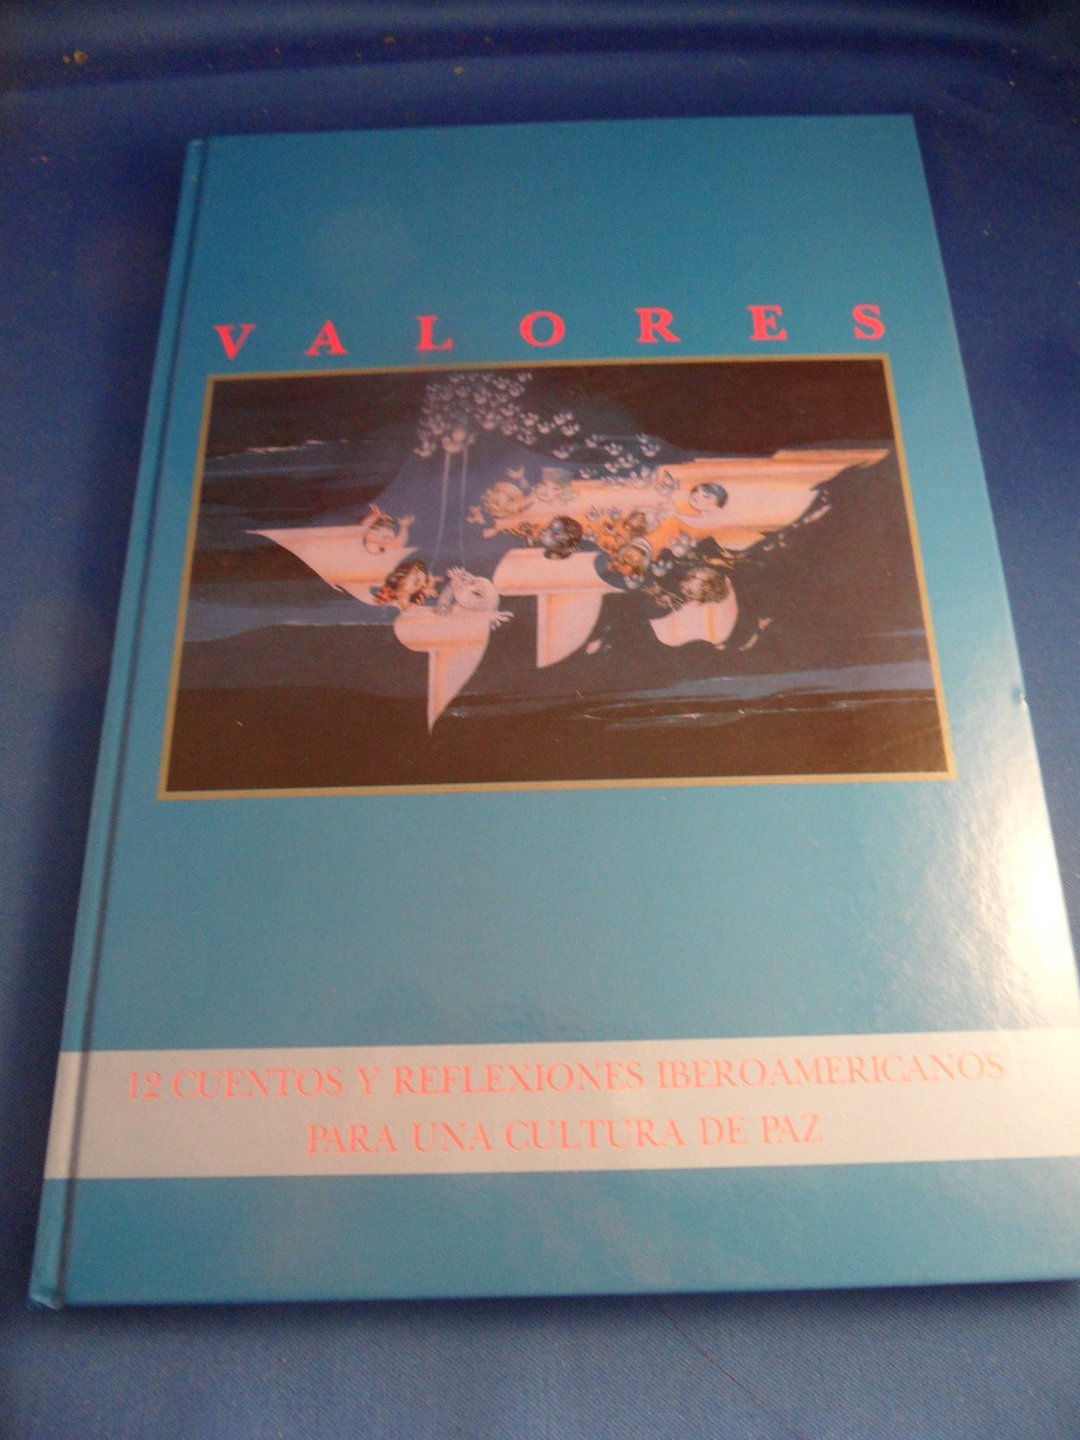 VALORES
12 CUENTOS Y REFLEXIONES IBEROAMERICANOS
PARA UNA CULTURA DE PAZ